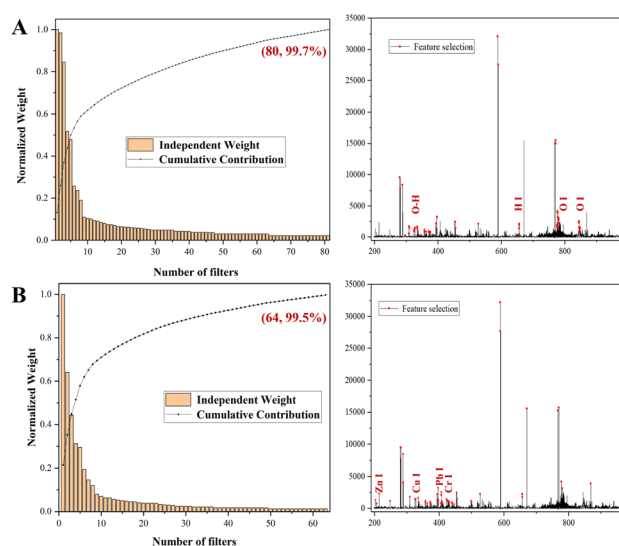 A
Normalized Weight
1.0
0.8
0.6
0.4
0.2
0.0
(80, 99.7%)
Independent Weight
Cumulative Contribution
10 20 30 40 50 60 70 80
Number of filters
35000
30000
25000
20000
15000
10000
5000
0
Feature selection
O-H
H I
O I
O I
200 400 600 800
B
Normalized Weight
1.0
0.8
0.6
0.4
0.2
0.0
(64, 99.5%)
Independent Weight
Cumulative Contribution
0 10 20 30 40 50 60
Number of filters
35000
30000
25000
20000
15000
10000
5000
0
Feature selection
Zn I
Cu I
Pb I
Cr I
200 400 600 800